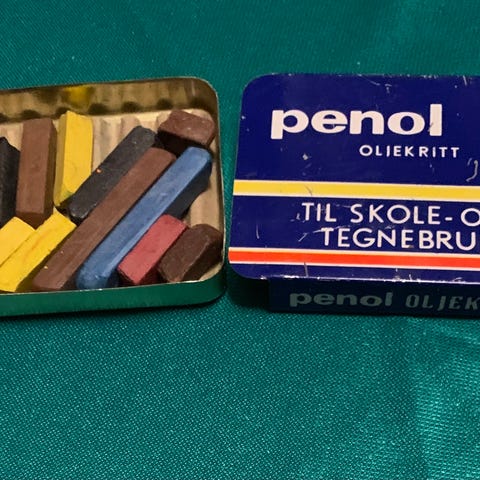 penol
OLJEKRITT
TIL SKOLE-O
TEGNEBRU
penol OLJEK